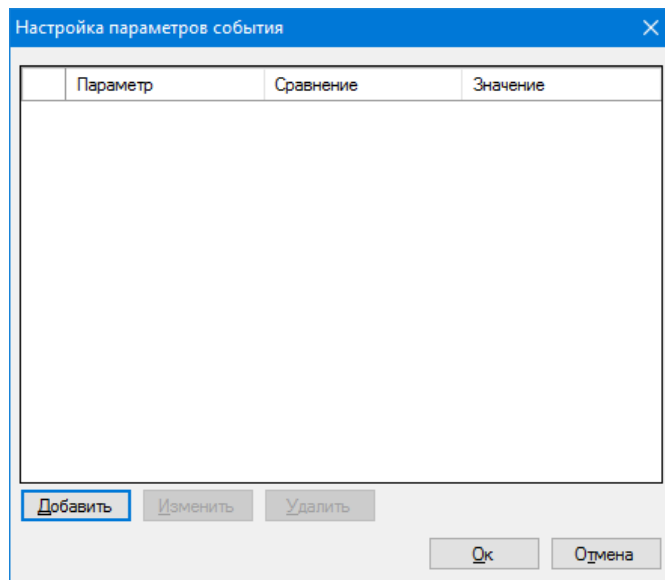 Настройка параметров события
Параметр Сравнение Значение
Добавить Изменить Удалить
Ок Отмена